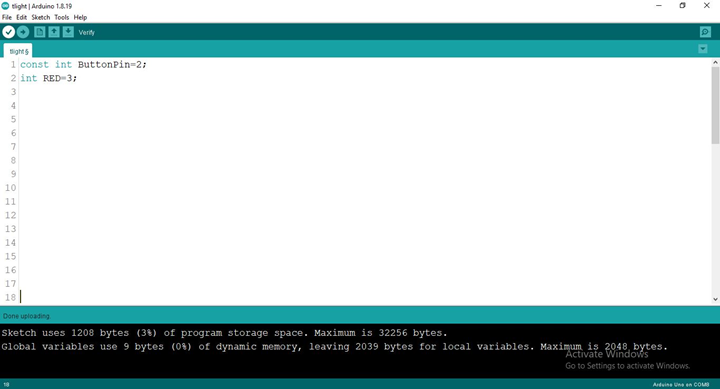 tlight | Arduino 1.8.19
File Edit Sketch Tools Help
Verify
tlight §
1 const int ButtonPin=2;
2 int RED=3;
3
4
5
6
7
8
9
10
11
12
13
14
15
16
17
18
Done uploading.
Sketch uses 1208 bytes (3%) of program storage space. Maximum is 32256 bytes.
Global variables use 9 bytes (0%) of dynamic memory, leaving 2039 bytes for local variables. Maximum is 2048 bytes.
Activate Windows
Go to Settings to activate Windows.
18
Arduino Uno on COM8